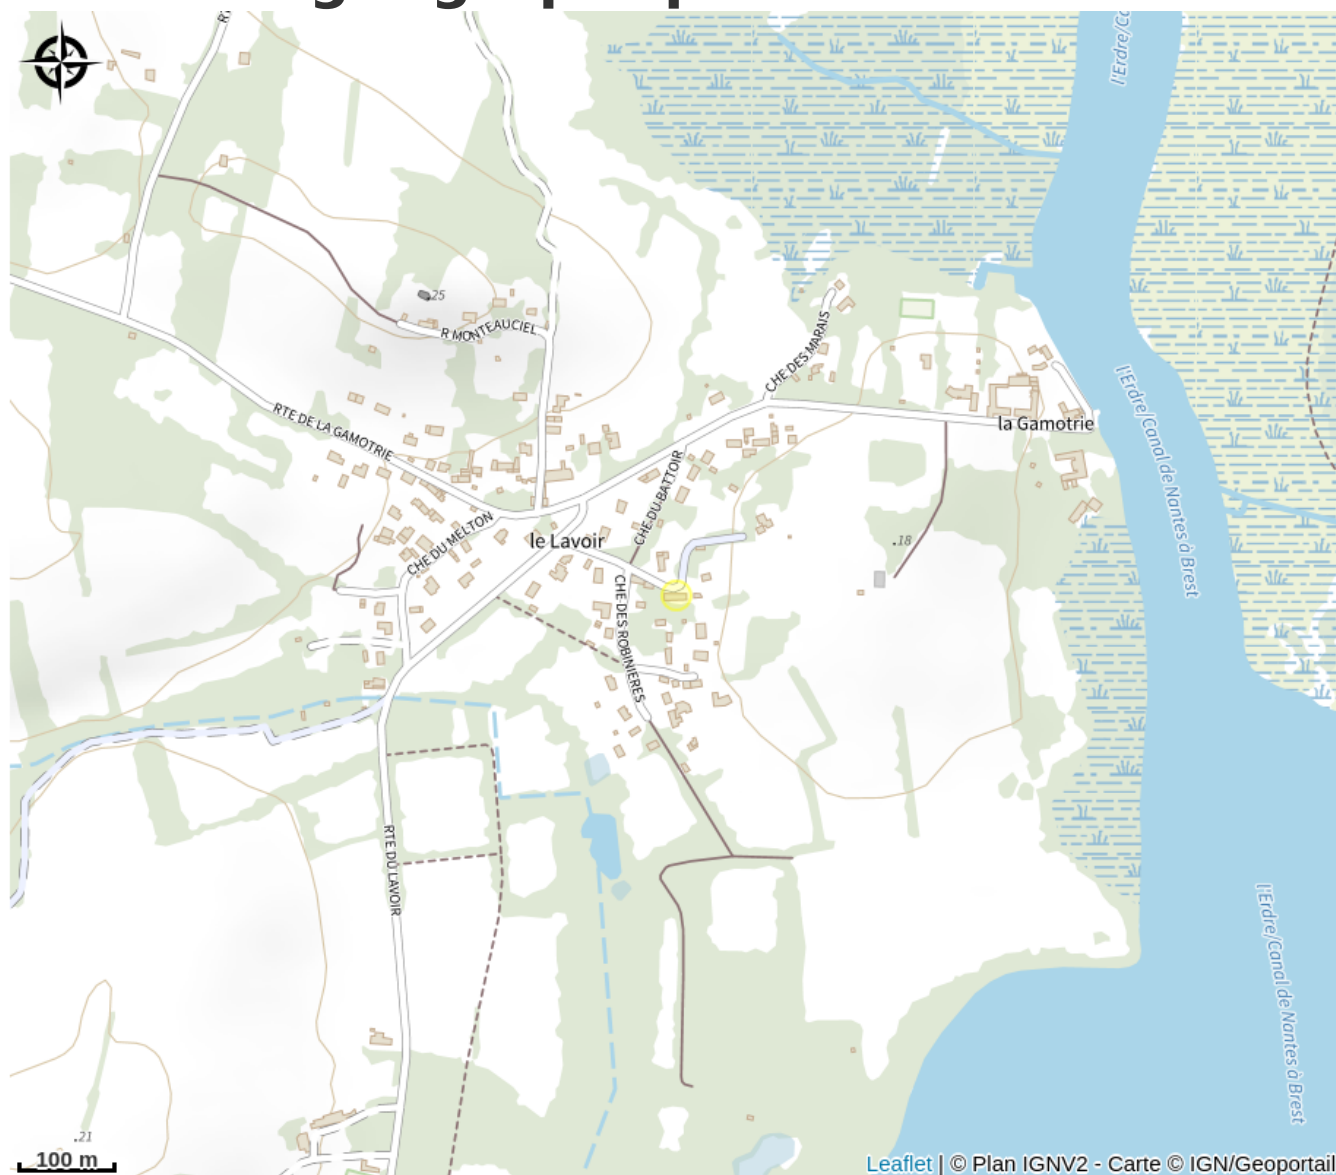 l'Erdre/Ca
25
R MONTEAUCIEL
CHE DES MARAIS
RTE DE LA GAMOTRIE
la Gamotrie
l'Erdre/Canal de Nantes à Brest
CHE DU BATTOIR
CHE DU MELTON
le Lavoir
.18
CHE DES ROBINIERES
RTE DU LAVOIR
l'Erdre/Canal de Nantes à Brest
.21
100 m
Leaflet | © Plan IGNV2 - Carte © IGN/Geoportail